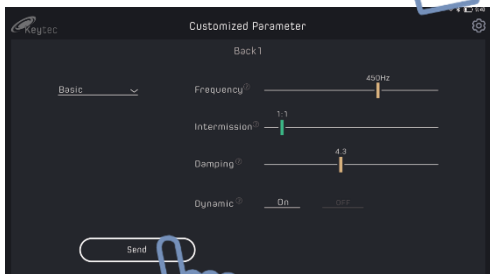 Keytec
Customized Parameter
Back1
Basic
Frequency?
450Hz
Intermission?
1:1
Damping?
4.3
Dynamic?
On
OFF
Send